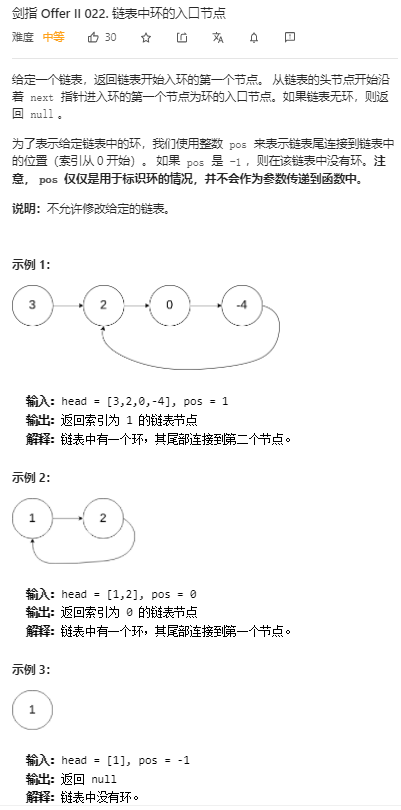 剑指 Offer II 022. 链表中环的入口节点
难度 中等 30
给定一个链表，返回链表开始入环的第一个节点。 从链表的头节点开始沿
着 next 指针进入环的第一个节点为环的入口节点。如果链表无环，则返
回 null 。
为了表示给定链表中的环，我们使用整数 pos 来表示链表尾连接到链表中
的位置（索引从 0 开始）。 如果 pos 是 -1 ，则在该链表中没有环。注
意， pos 仅仅是用于标识环的情况，并不会作为参数传递到函数中。
说明：不允许修改给定的链表。
示例 1：
3 2 0 -4
输入：head = [3,2,0,-4], pos = 1
输出：返回索引为 1 的链表节点
解释：链表中有一个环，其尾部连接到第二个节点。
示例 2：
1 2
输入：head = [1,2], pos = 0
输出：返回索引为 0 的链表节点
解释：链表中有一个环，其尾部连接到第一个节点。
示例 3：
1
输入：head = [1], pos = -1
输出：返回 null
解释：链表中没有环。